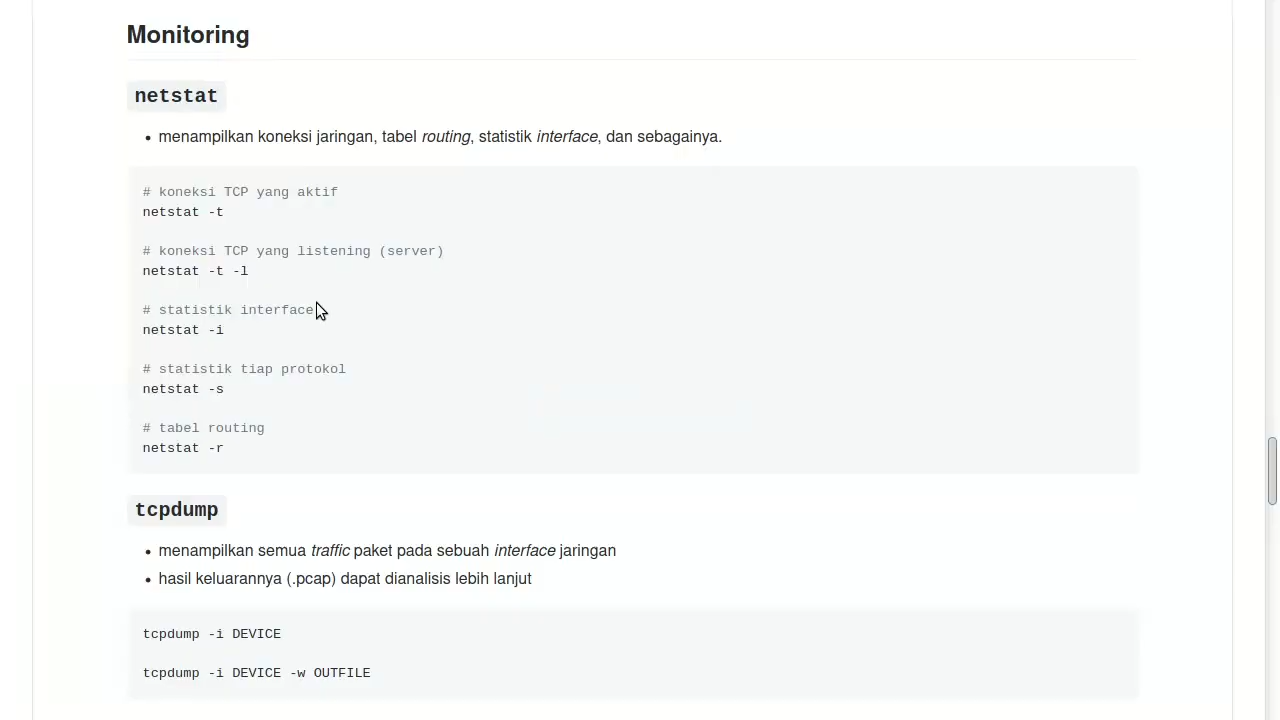 Monitoring
netstat
• menampilkan koneksi jaringan, tabel routing, statistik interface, dan sebagainya.
# koneksi TCP yang aktif
netstat -t
# koneksi TCP yang listening (server)
netstat -t -l
# statistik interface
netstat -i
# statistik tiap protokol
netstat -s
# tabel routing
netstat -r
tcpdump
• menampilkan semua traffic paket pada sebuah interface jaringan
• hasil keluarannya (.pcap) dapat dianalisis lebih lanjut
tcpdump -i DEVICE
tcpdump -i DEVICE -w OUTFILE